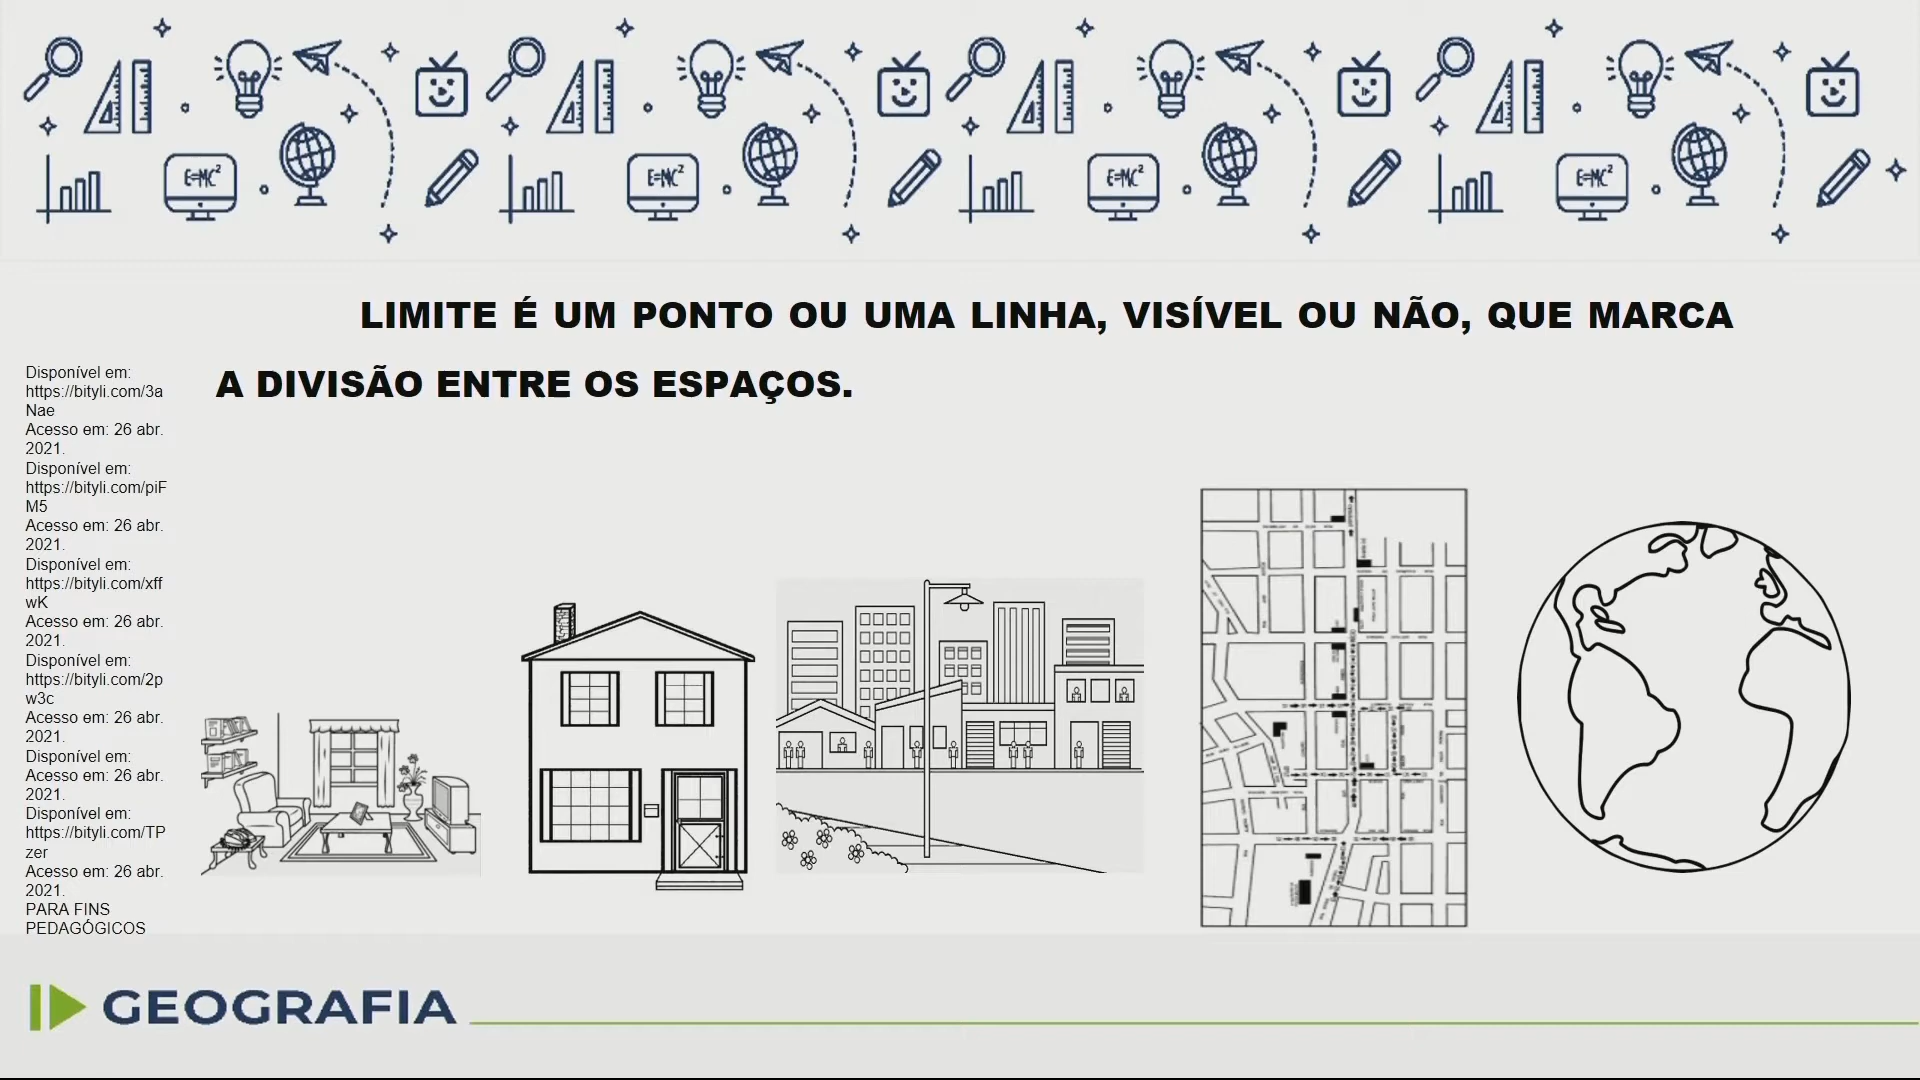 E=MC²
E=MC²
E=MC²
E=MC²
LIMITE É UM PONTO OU UMA LINHA, VISÍVEL OU NÃO, QUE MARCA
A DIVISÃO ENTRE OS ESPAÇOS.
Disponível em:
https://bityli.com/3a
Nae
Acesso em: 26 abr.
2021.
Disponível em:
https://bityli.com/piF
M5
Acesso em: 26 abr.
2021.
Disponível em:
https://bityli.com/xff
wK
Acesso em: 26 abr.
2021.
Disponível em:
https://bityli.com/2p
w3c
Acesso em: 26 abr.
2021.
Disponível em:
Acesso em: 26 abr.
2021.
Disponível em:
https://bityli.com/TP
zer
Acesso em: 26 abr.
2021.
PARA FINS
PEDAGÓGICOS
GEOGRAFIA